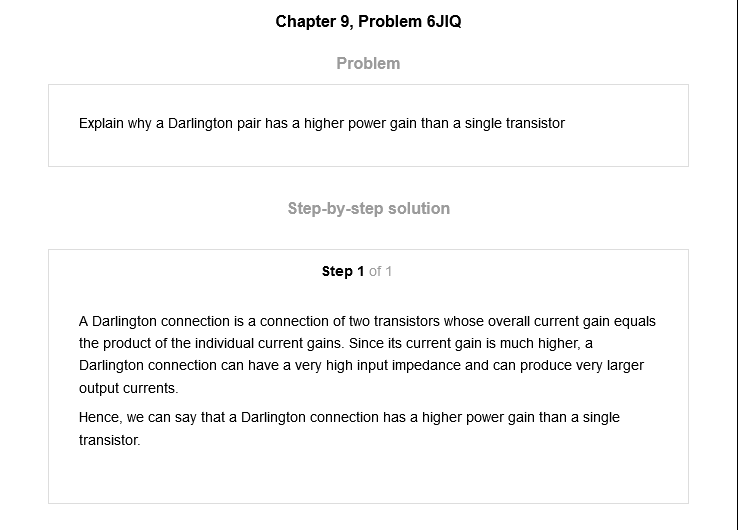 Chapter 9, Problem 6JIQ
Problem
Explain why a Darlington pair has a higher power gain than a single transistor
Step-by-step solution
Step 1 of 1
A Darlington connection is a connection of two transistors whose overall current gain equals
the product of the individual current gains. Since its current gain is much higher, a
Darlington connection can have a very high input impedance and can produce very larger
output currents.
Hence, we can say that a Darlington connection has a higher power gain than a single
transistor.